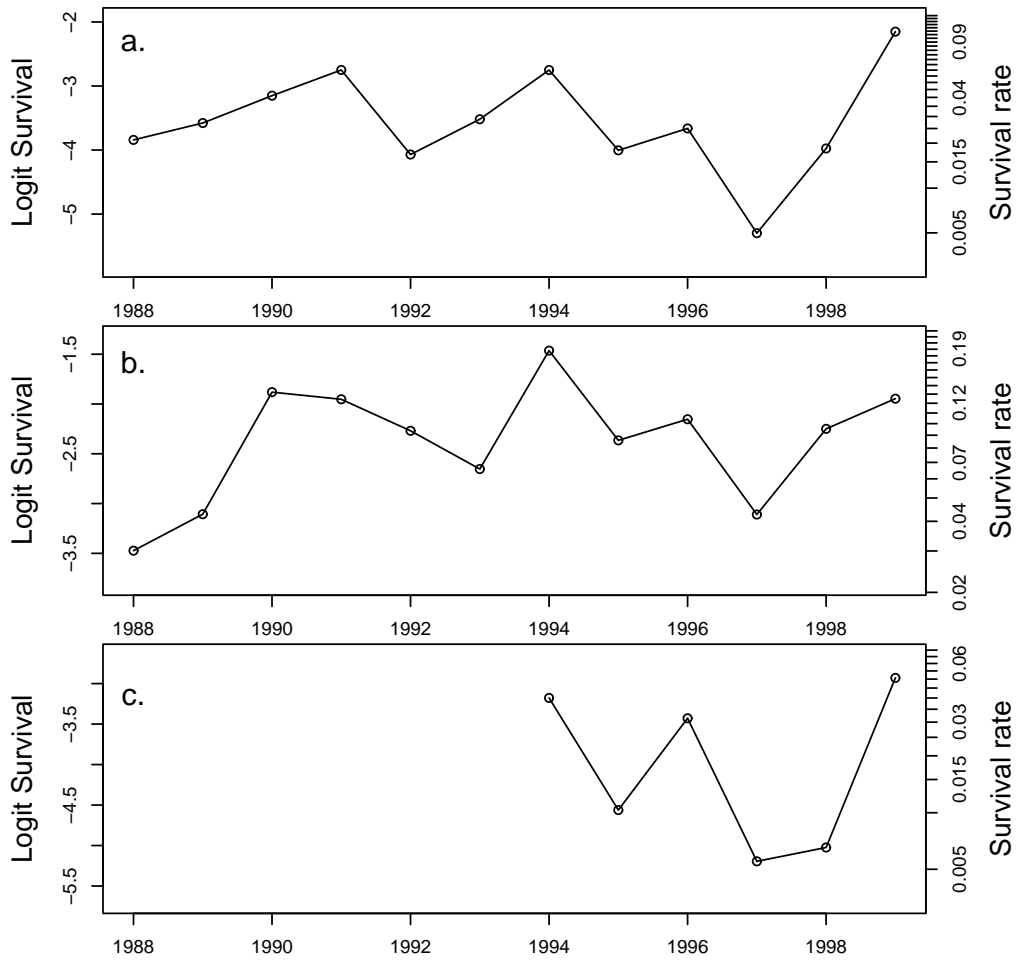 a.
Logit Survival
−2
−3
−4
−5
Survival rate
0.09
0.04
0.015
0.005
1988 1990 1992 1994 1996 1998
b.
Logit Survival
−1.5
−2.5
−3.5
Survival rate
0.19
0.12
0.07
0.04
0.02
1988 1990 1992 1994 1996 1998
c.
Logit Survival
−3.5
−4.5
−5.5
Survival rate
0.06
0.03
0.015
0.005
1988 1990 1992 1994 1996 1998